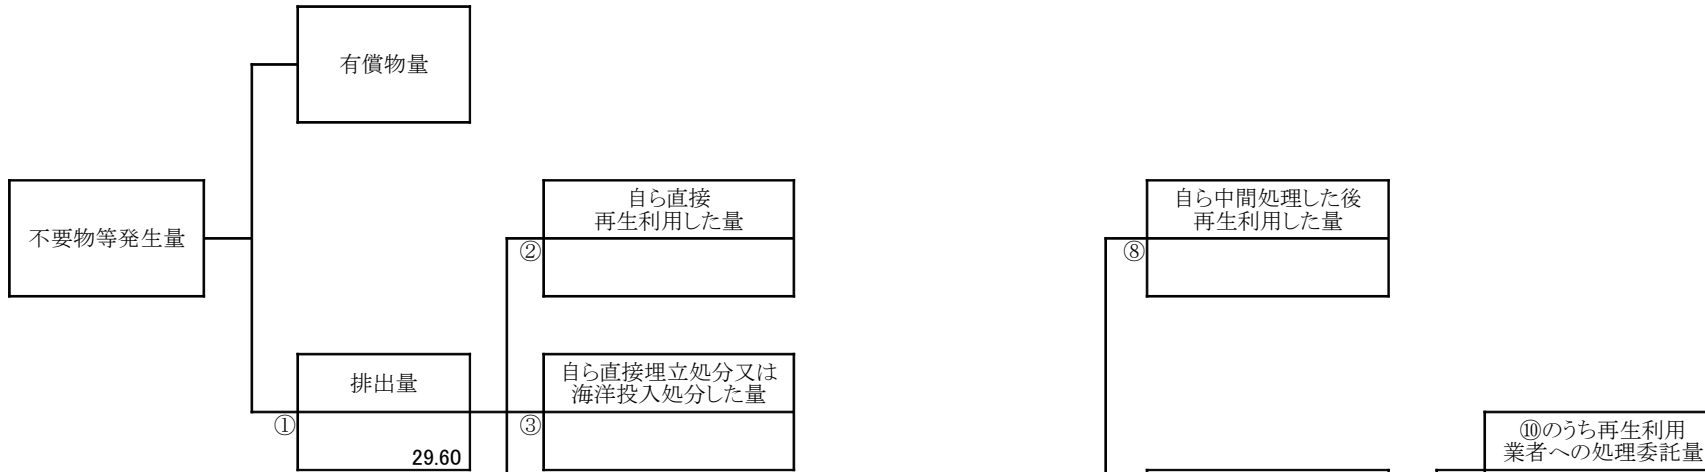 有償物量
不要物等発生量
自ら直接
再生利用した量
②
自ら中間処理した後
再生利用した量
⑧
排出量
①
29.60
自ら直接埋立処分又は
海洋投入処分した量
③
⑩のうち再生利用
業者への処理委託量